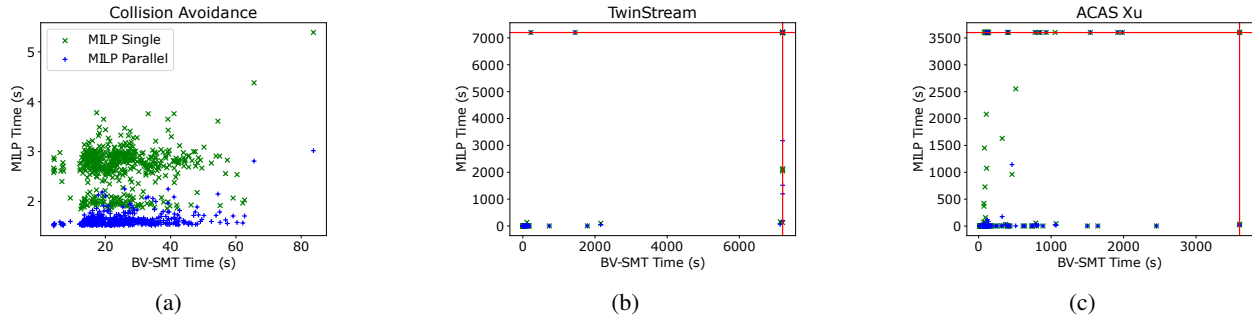 Collision Avoidance
MILP Single
MILP Parallel
5
4
3
2
MILP Time (s)
20 40 60 80
BV-SMT Time (s)
(a)
TwinStream
7000
6000
5000
4000
3000
2000
1000
0
MILP Time (s)
0 2000 4000 6000
BV-SMT Time (s)
(b)
ACAS Xu
3500
3000
2500
2000
1500
1000
500
0
MILP Time (s)
0 1000 2000 3000
BV-SMT Time (s)
(c)